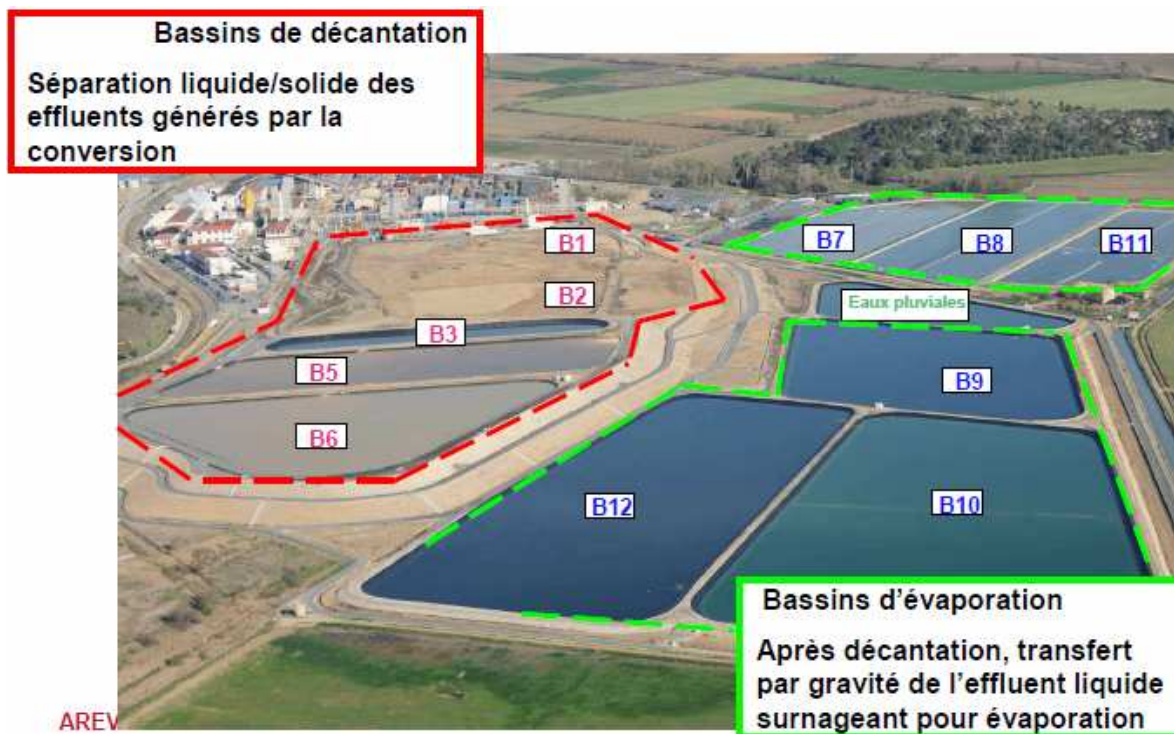 Bassins de décantation
Séparation liquide/solide des
effluents générés par la
conversion
B1
B7
B8
B11
B2
Eaux pluviales
B3
B5
B9
B6
B12
B10
Bassins d'évaporation
Après décantation, transfert
par gravité de l'effluent liquide
surnageant pour évaporation
AREV